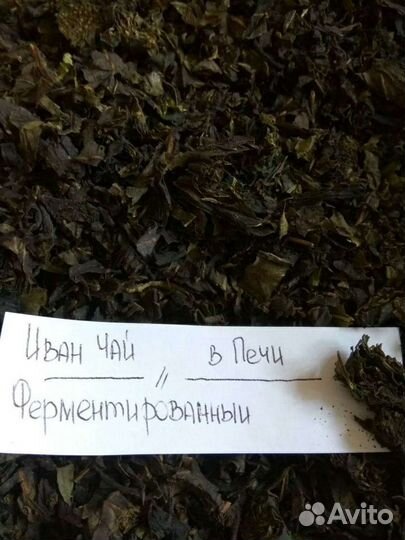 Иван Чай в Печи
//
Ферментированный
Avito